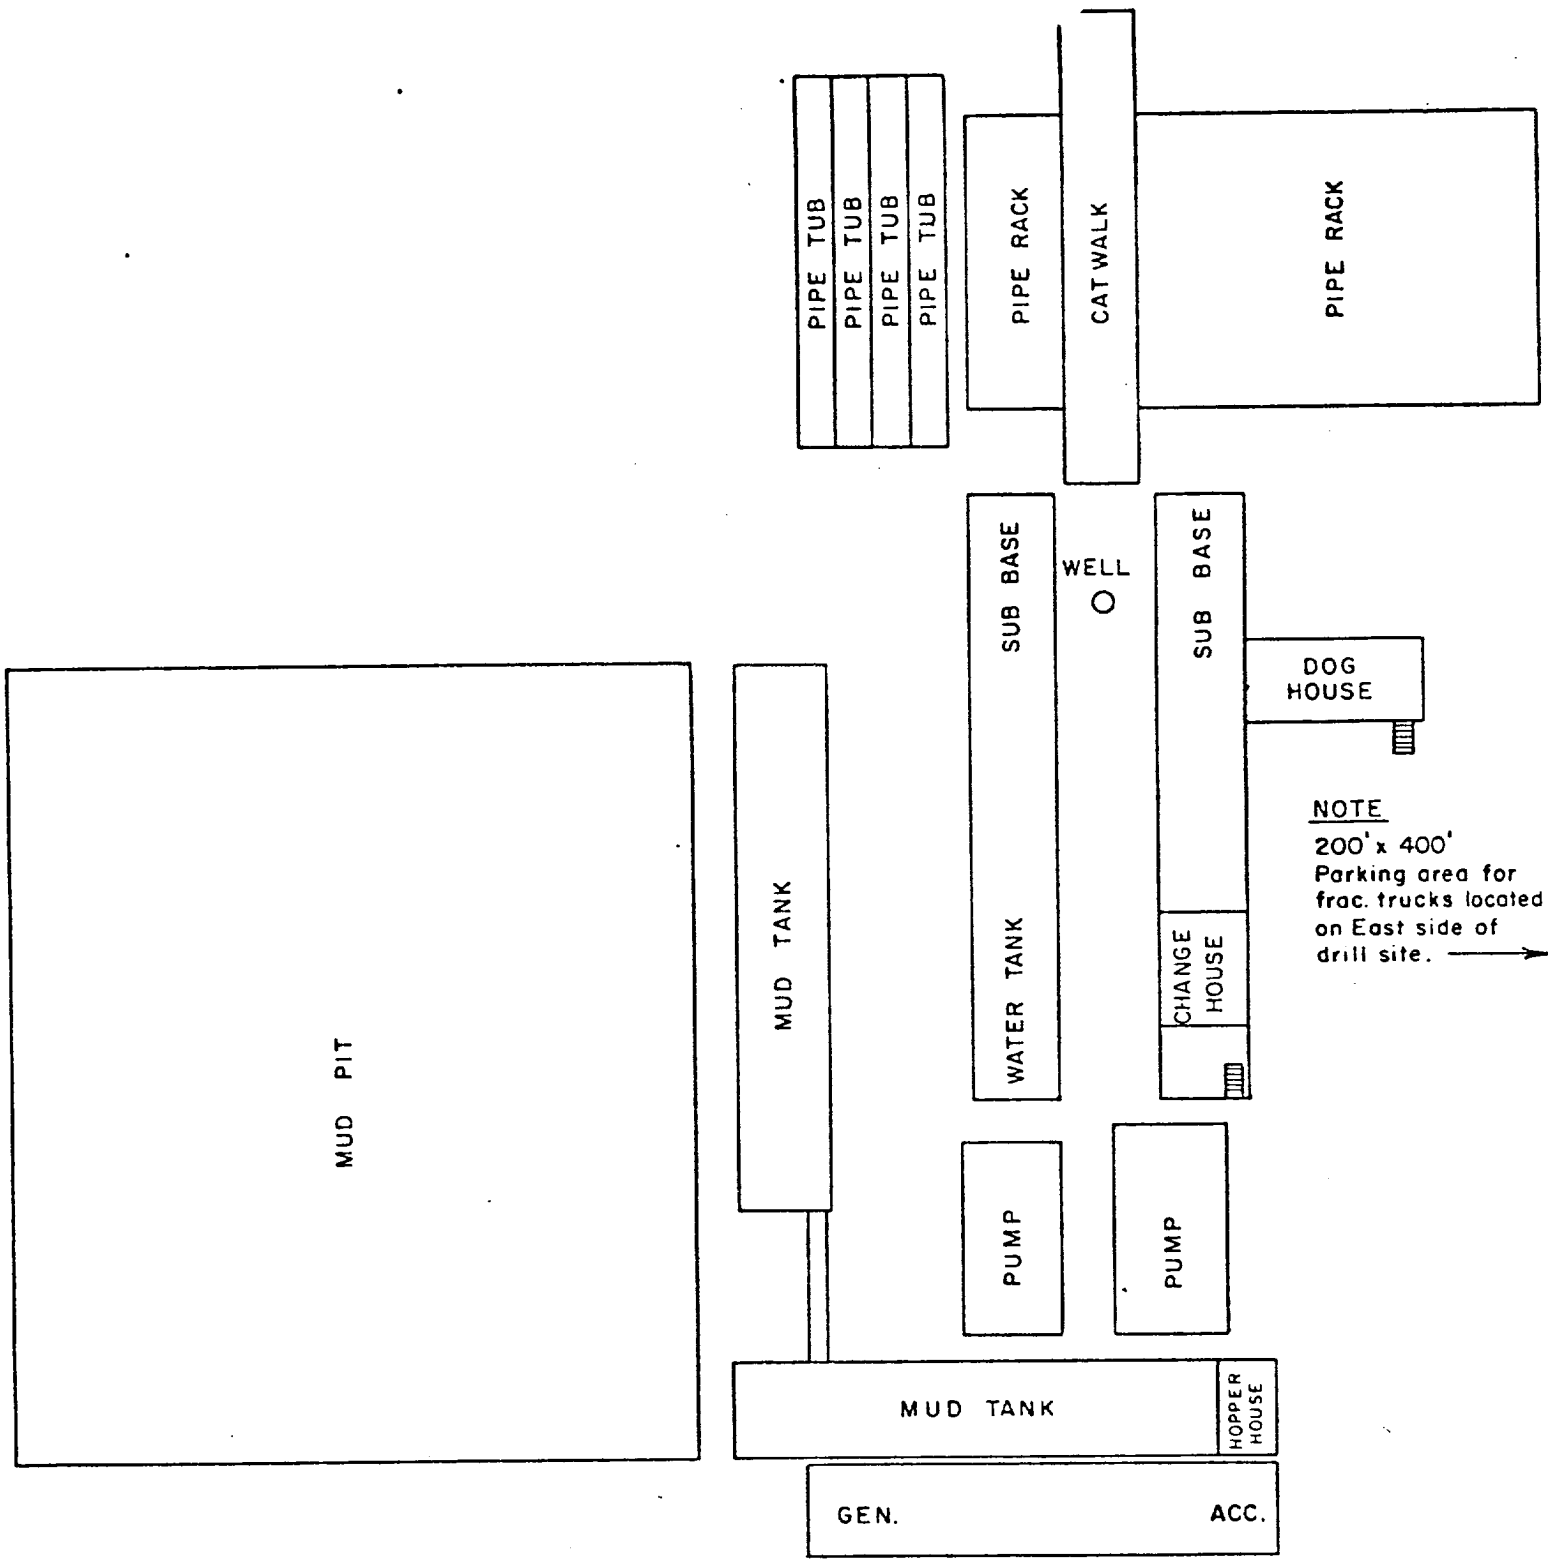 PIPE TUB
PIPE TUB
PIPE TUB
PIPE TUB
PIPE RACK
CATWALK
PIPE RACK
SUB BASE
WELL
SUB BASE
DOG
HOUSE
NOTE
200' x 400'
Parking area for
frac. trucks located
on East side of
drill site.
MUD PIT
MUD TANK
WATER TANK
CHANGE
HOUSE
PUMP
PUMP
MUD TANK
HOPPER
HOUSE
GEN.
ACC.